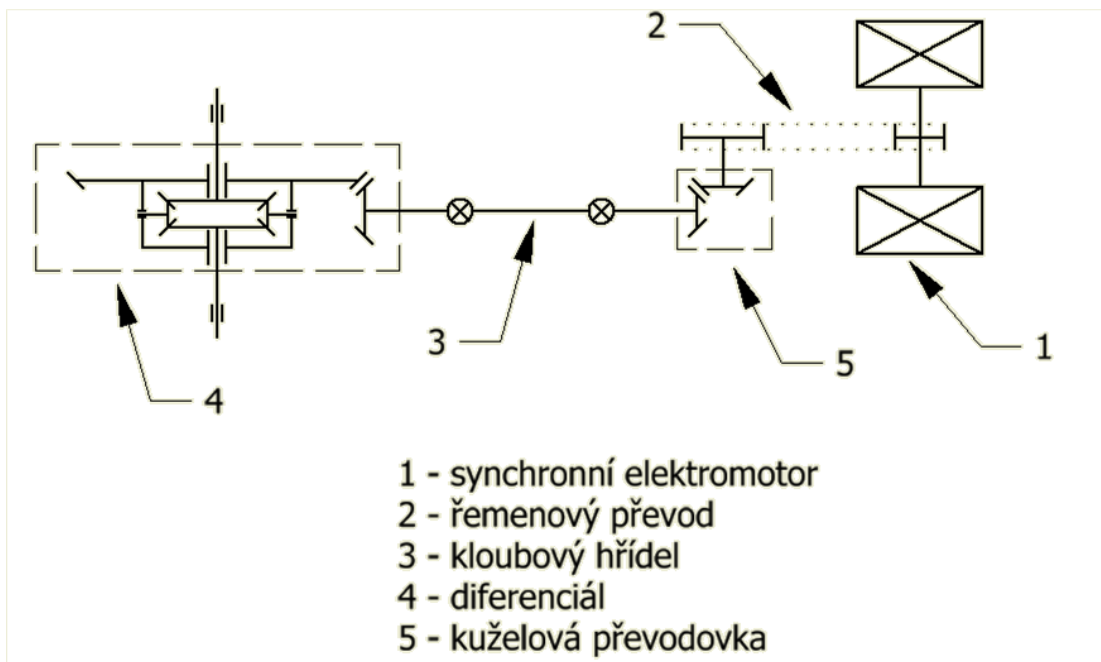 2
3
5
1
4
1 - synchronní elektromotor
2 - řemenový převod
3 - kloubový hřídel
4 - diferenciál
5 - kuželová převodovka